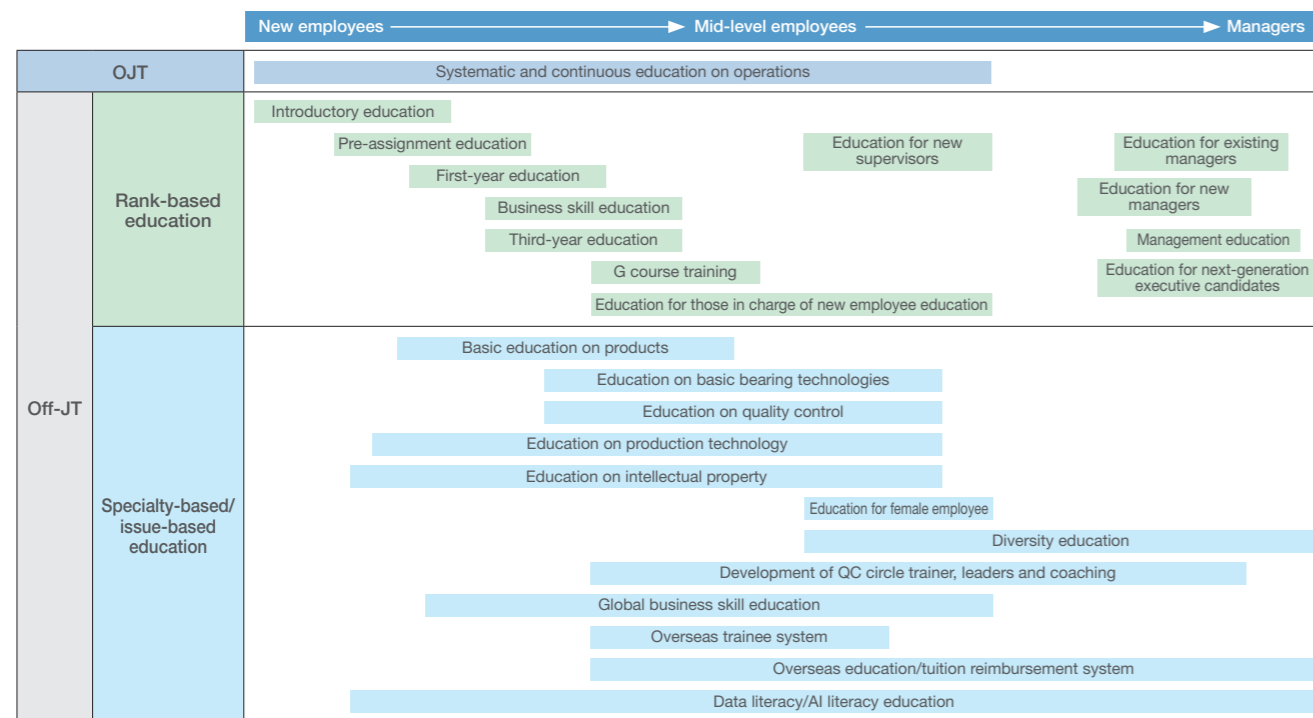 New employees
Mid-level employees
Managers
OJT
Systematic and continuous education on operations
Off-JT
Rank-based
education
Introductory education
Pre-assignment education
Education for new
supervisors
Education for existing
managers
First-year education
Education for new
managers
Business skill education
Third-year education
Management education
G course training
Education for next-generation
executive candidates
Education for those in charge of new employee education
Specialty-based/
issue-based
education
Basic education on products
Education on basic bearing technologies
Education on quality control
Education on production technology
Education on intellectual property
Education for female employee
Diversity education
Development of QC circle trainer, leaders and coaching
Global business skill education
Overseas trainee system
Overseas education/tuition reimbursement system
Data literacy/AI literacy education